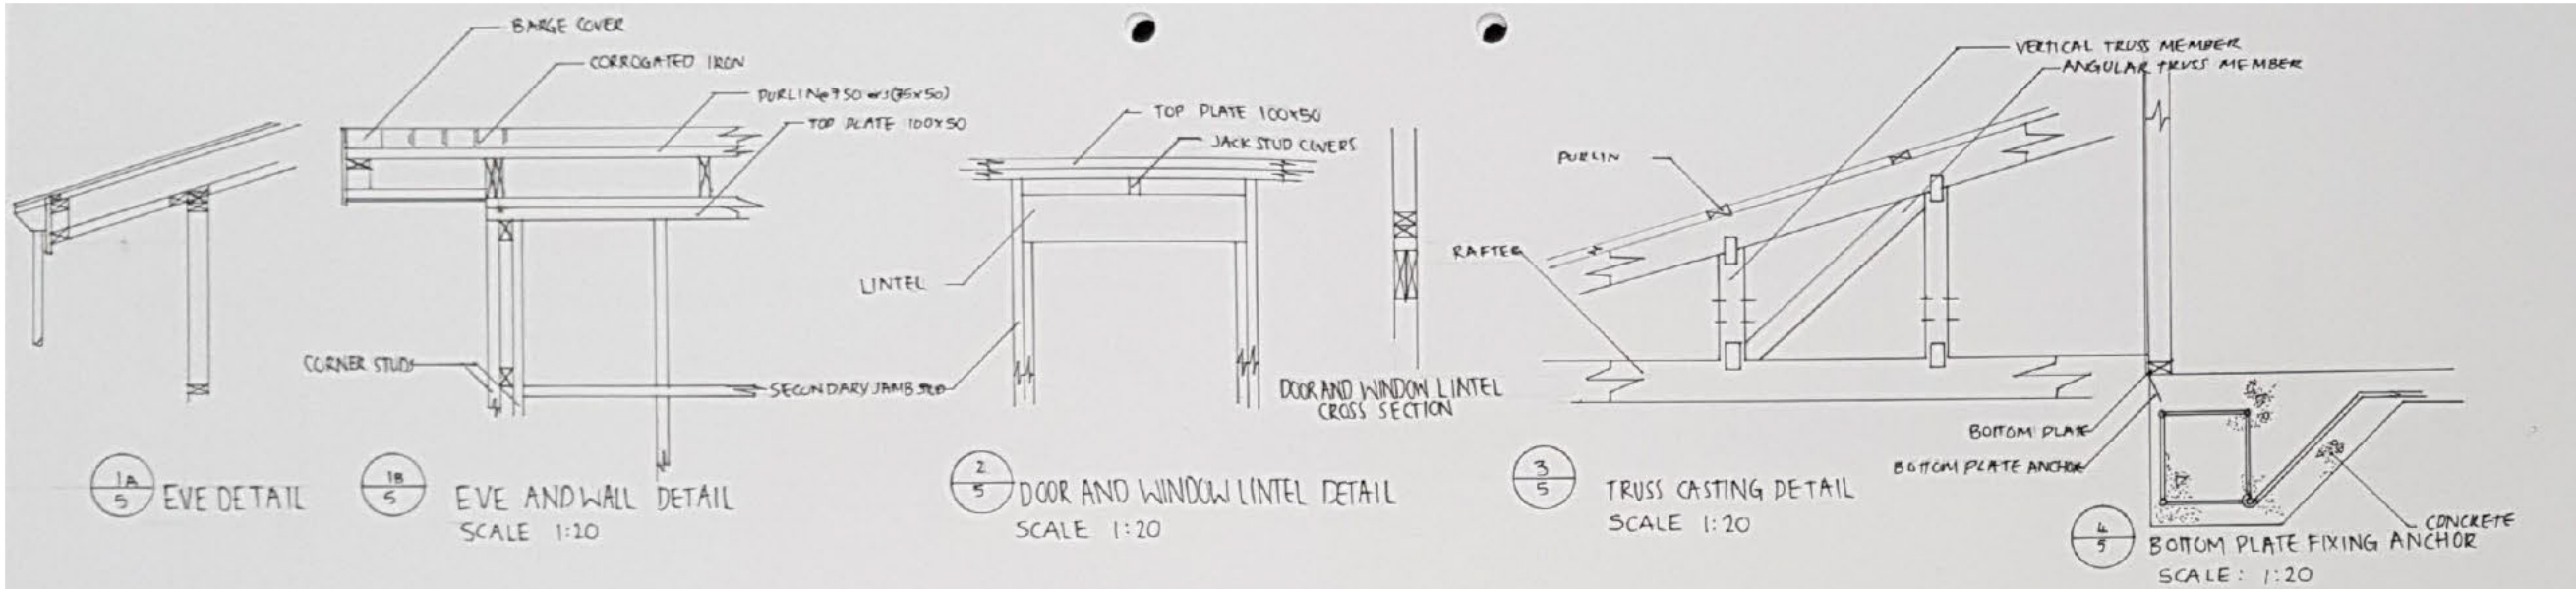 BARGE COVER
CORROGATED IRON
PURLIN@750 crs(75x50)
TOP PLATE 100x50
CORNER STUDS
1A
5
EVE DETAIL
1B
5
EVE AND WALL DETAIL
SCALE 1:20
TOP PLATE 100x50
JACK STUD COVERS
LINTEL
SECONDARY JAMB STUD
2
5
DOOR AND WINDOW LINTEL DETAIL
SCALE 1:20
DOOR AND WINDOW LINTEL
CROSS SECTION
VERTICAL TRUSS MEMBER
ANGULAR TRUSS MEMBER
PURLIN
RAFTER
3
5
TRUSS CASTING DETAIL
SCALE 1:20
BOTTOM PLATE
BOTTOM PLATE ANCHOR
CONCRETE
4
5
BOTTOM PLATE FIXING ANCHOR
SCALE: 1:20